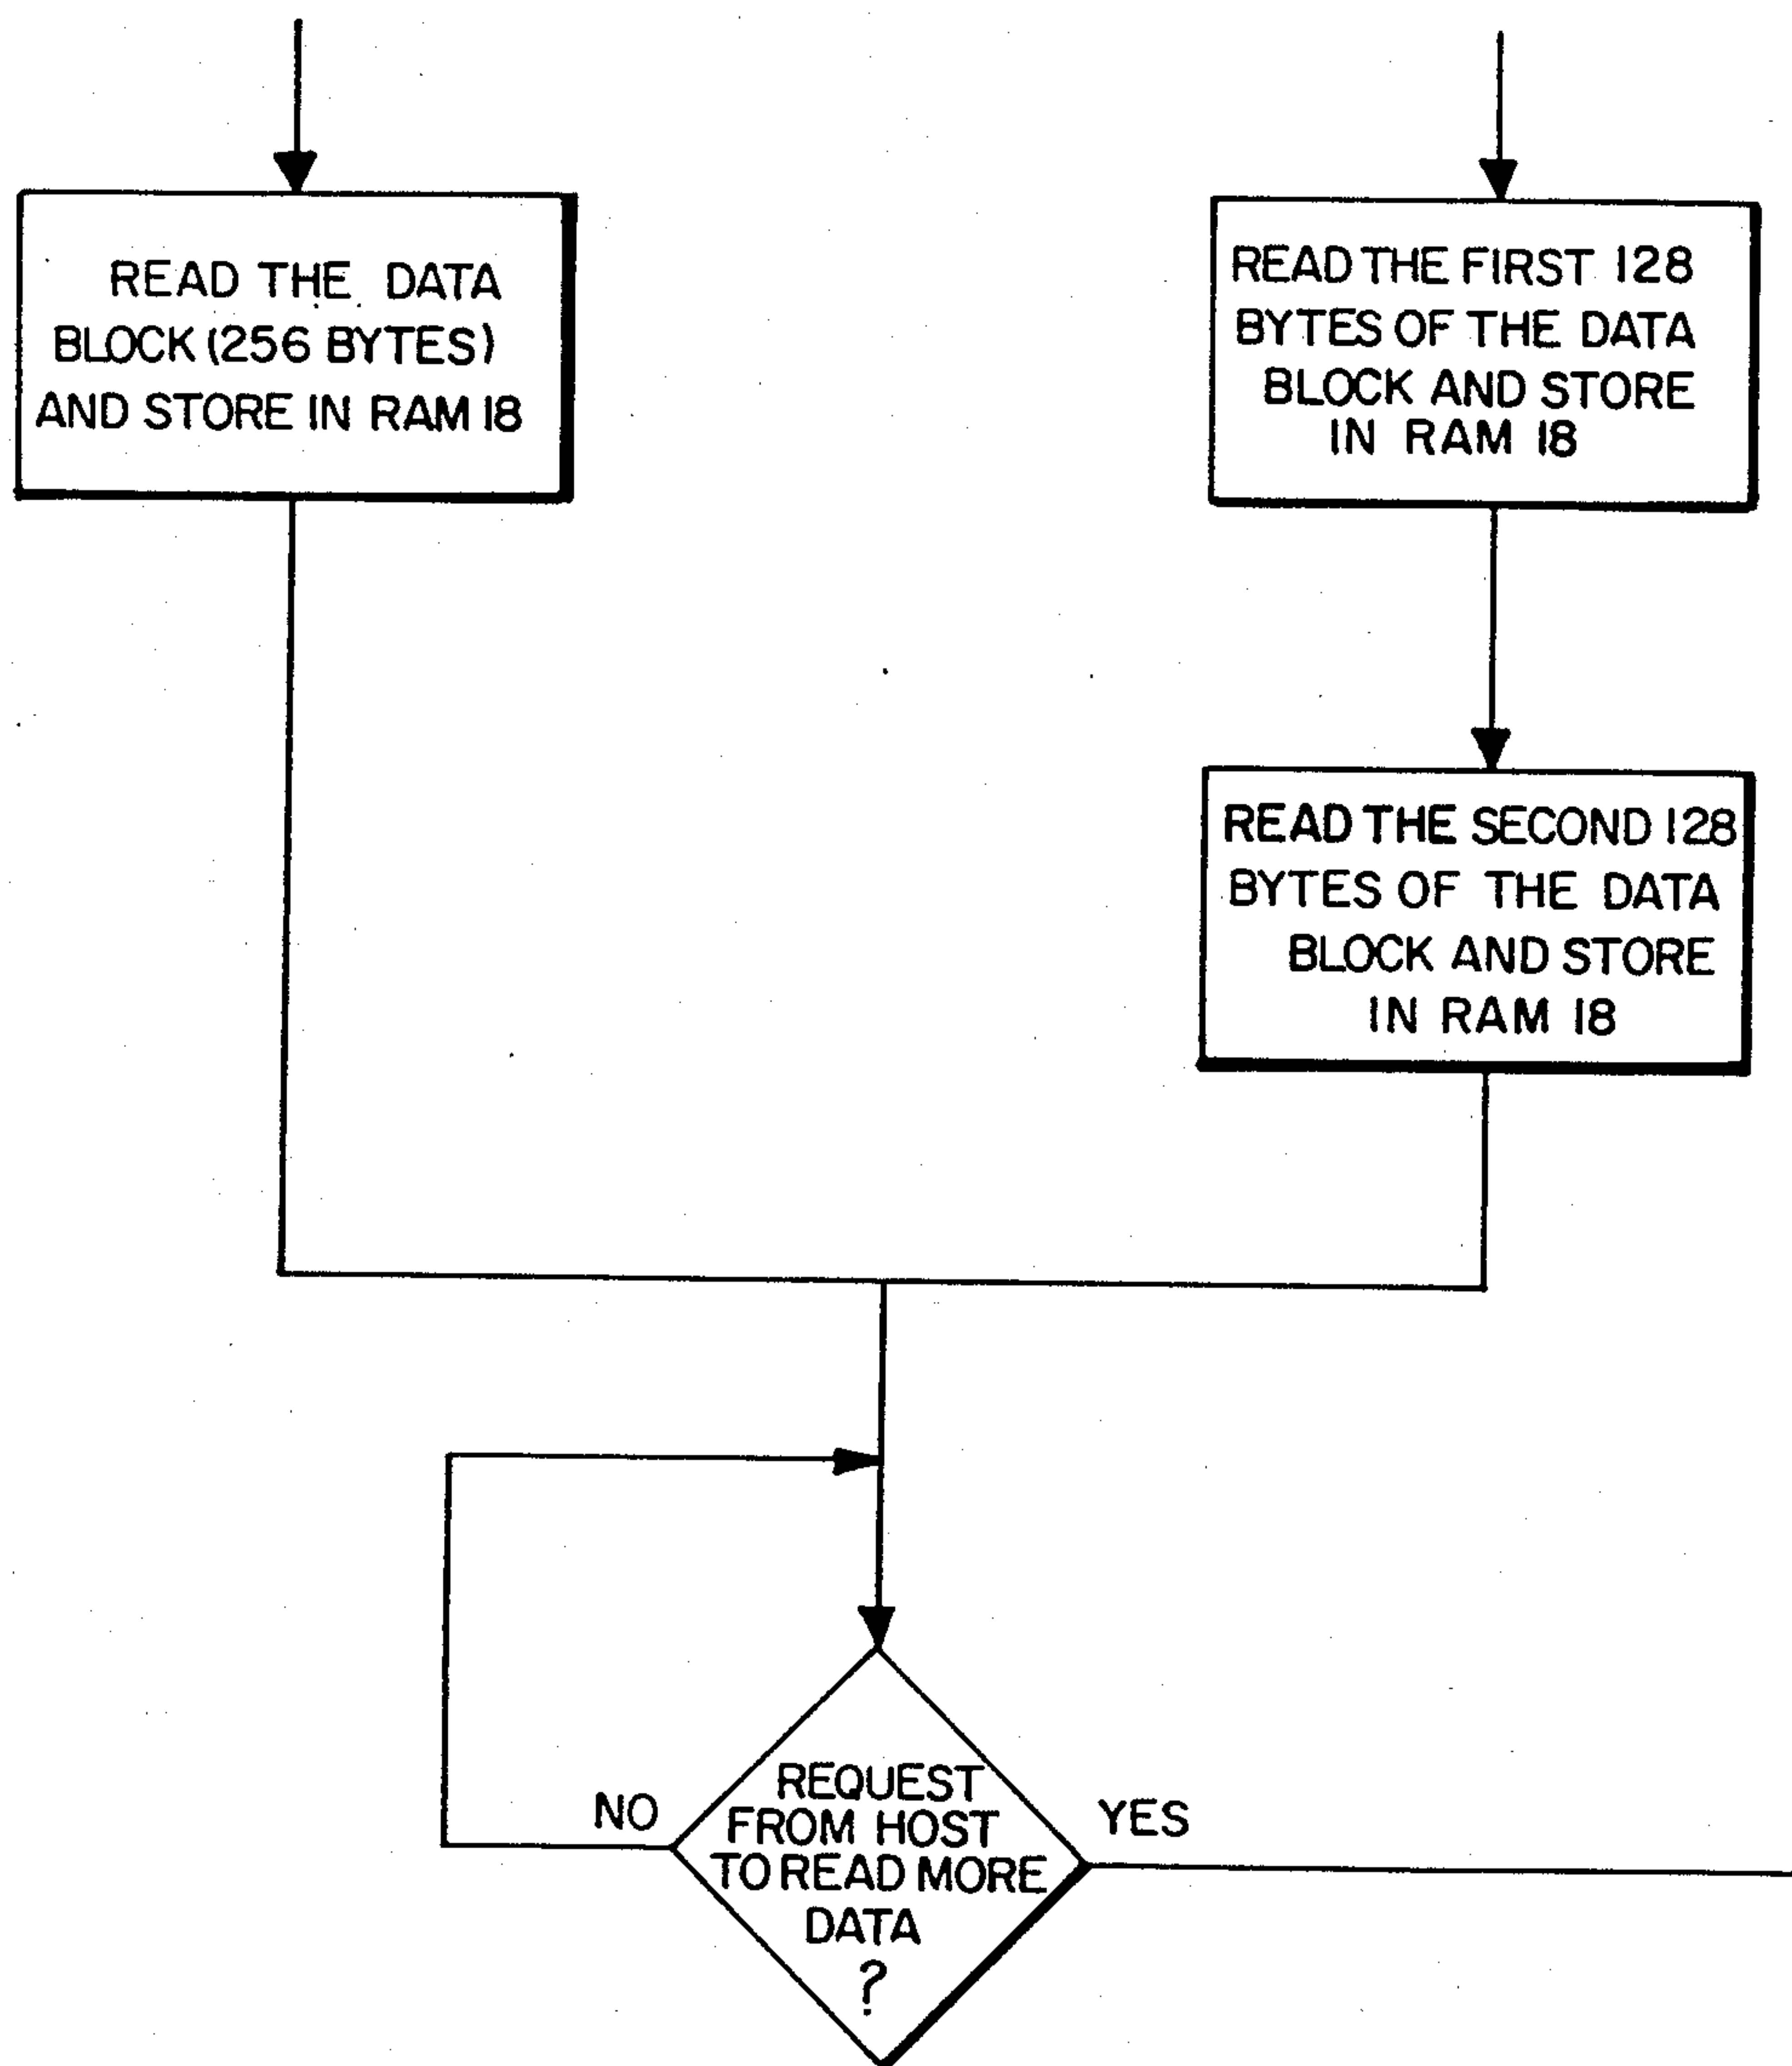 READ THE DATA
BLOCK (256 BYTES)
AND STORE IN RAM 18
READ THE FIRST 128
BYTES OF THE DATA
BLOCK AND STORE
IN RAM 18
READ THE SECOND 128
BYTES OF THE DATA
BLOCK AND STORE
IN RAM 18
NO
REQUEST
FROM HOST
TO READ MORE
DATA
?
YES